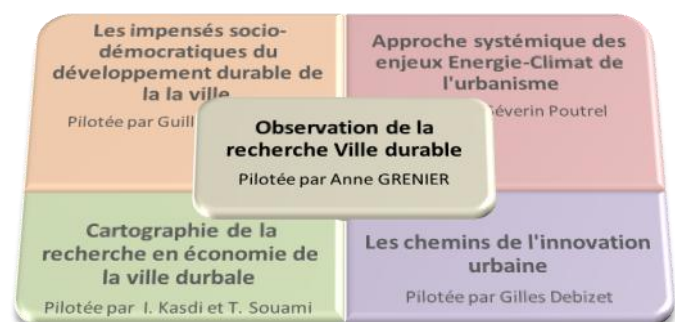 Les impensés socio-
démocratiques du
développement durable de
la la ville
Pilotée par Guill
Approche systémique des
enjeux Energie-Climat de
l'urbanisme
Séverin Poutrel
Observation de la
recherche Ville durable
Pilotée par Anne GRENIER
Cartographie de la
recherche en économie de
la ville durbale
Pilotée par I. Kasdi et T. Souami
Les chemins de l'innovation
urbaine
Pilotée par Gilles Debizet